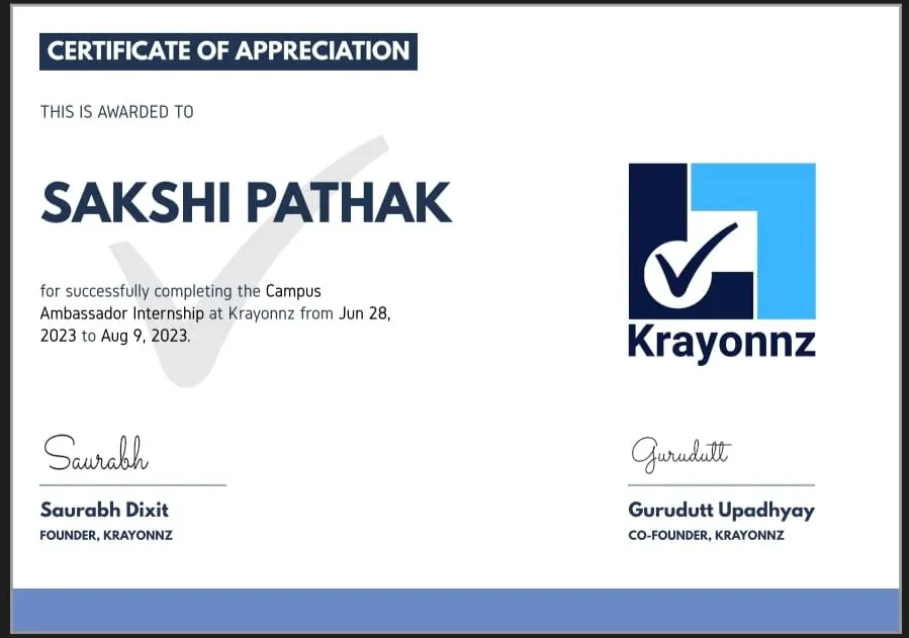 CERTIFICATE OF APPRECIATION
THIS IS AWARDED TO
SAKSHI PATHAK
for successfully completing the Campus
Ambassador Internship at Krayonnz from Jun 28,
2023 to Aug 9, 2023.
Krayonnz
Saurabh
Saurabh Dixit
FOUNDER, KRAYONNZ
Gurudutt
Gurudutt Upadhyay
CO-FOUNDER, KRAYONNZ